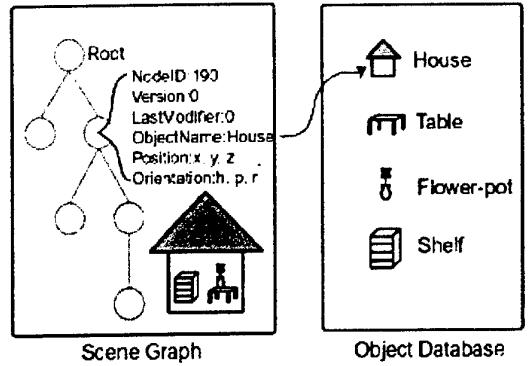 Root
NodeID:190
Version:0
LastModifier:0
ObjectName:House
Position:x, y, z
Orientation:h, p, r
Scene Graph
House
Table
Flower-pot
Shelf
Object Database